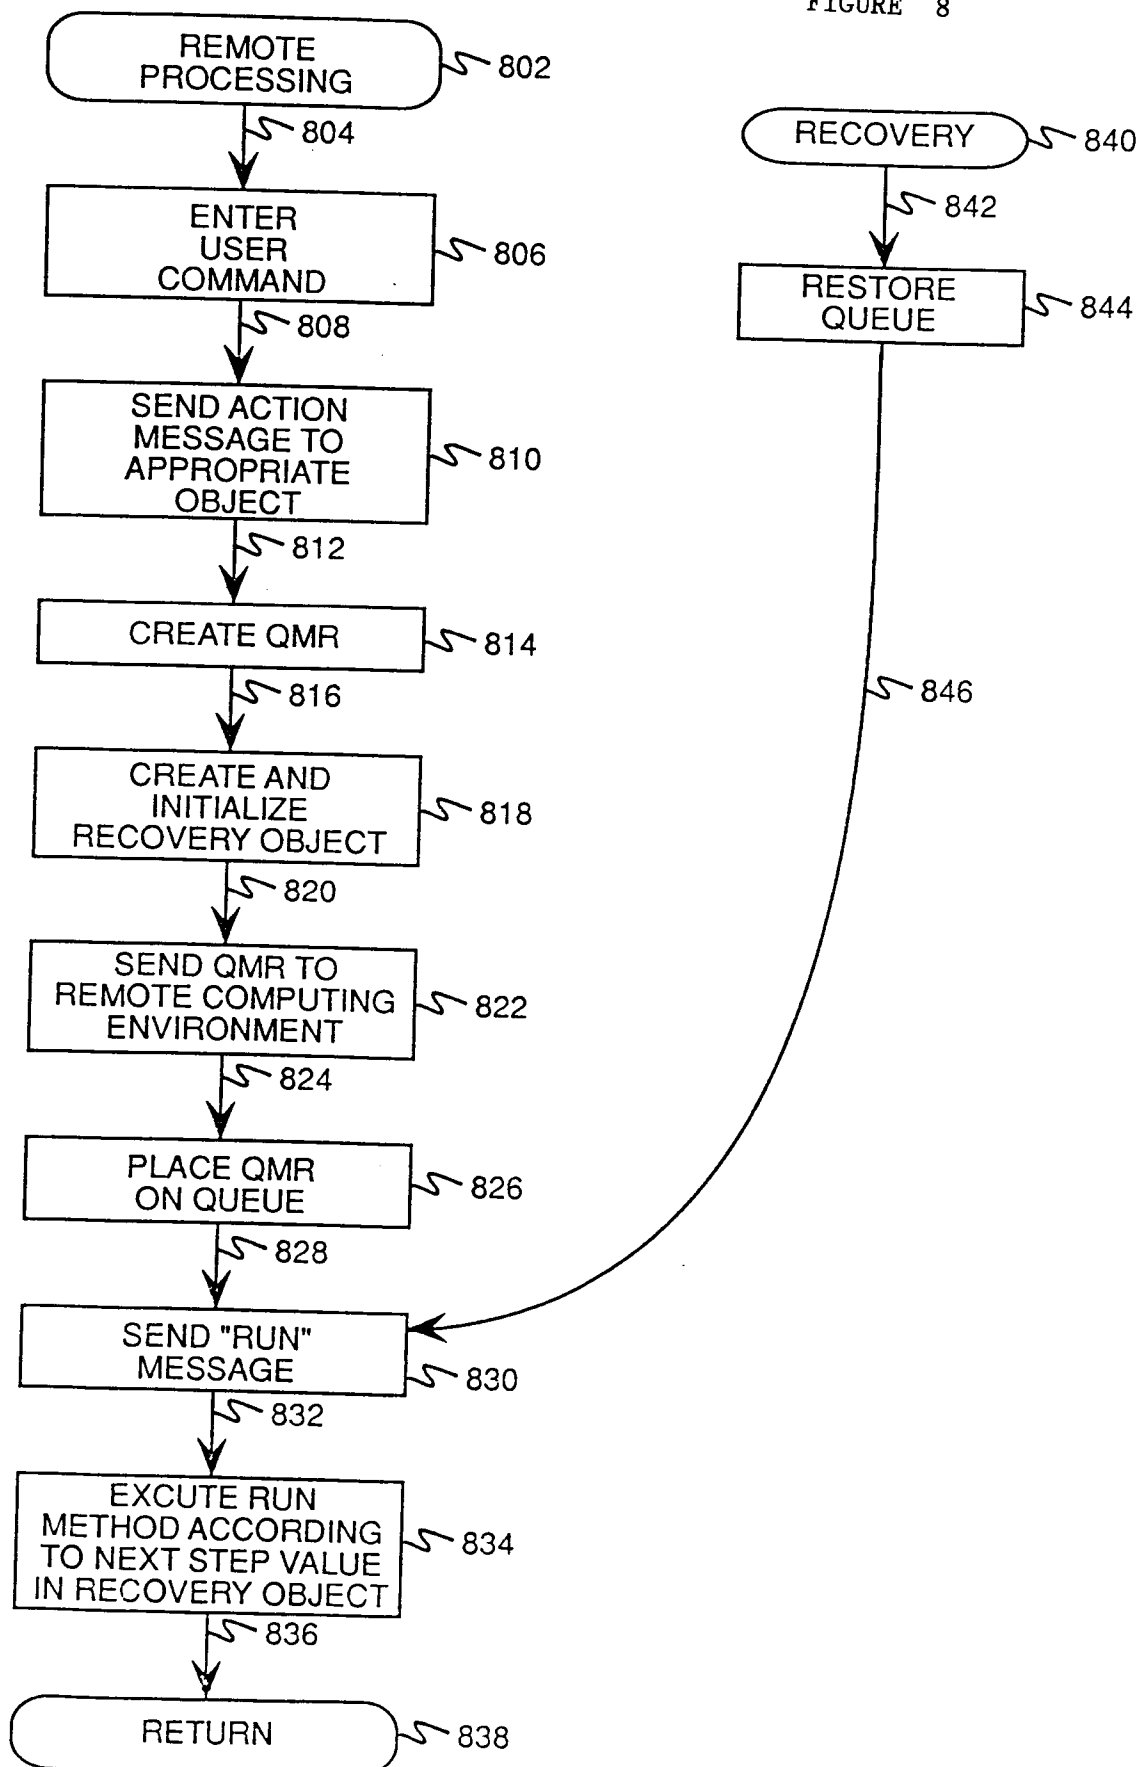 FIGURE 8
REMOTE
PROCESSING
802
804
ENTER
USER
COMMAND
806
808
SEND ACTION
MESSAGE TO
APPROPRIATE
OBJECT
810
812
CREATE QMR
814
816
CREATE AND
INITIALIZE
RECOVERY OBJECT
818
820
SEND QMR TO
REMOTE COMPUTING
ENVIRONMENT
822
824
PLACE QMR
ON QUEUE
826
828
SEND "RUN"
MESSAGE
830
832
EXCUTE RUN
METHOD ACCORDING
TO NEXT STEP VALUE
IN RECOVERY OBJECT
834
836
RETURN
838
RECOVERY
840
842
RESTORE
QUEUE
844
846